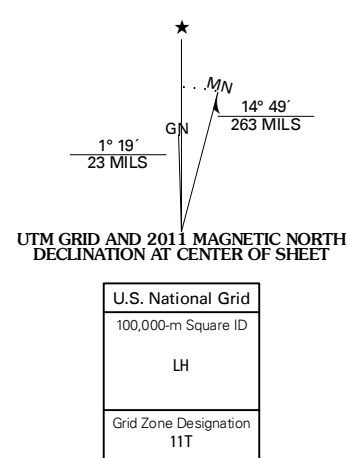 MN
14° 49´
263 MILS
GN
1° 19´
23 MILS
UTM GRID AND 2011 MAGNETIC NORTH
DECLINATION AT CENTER OF SHEET
U.S. National Grid
100,000-m Square ID
LH
Grid Zone Designation
11T